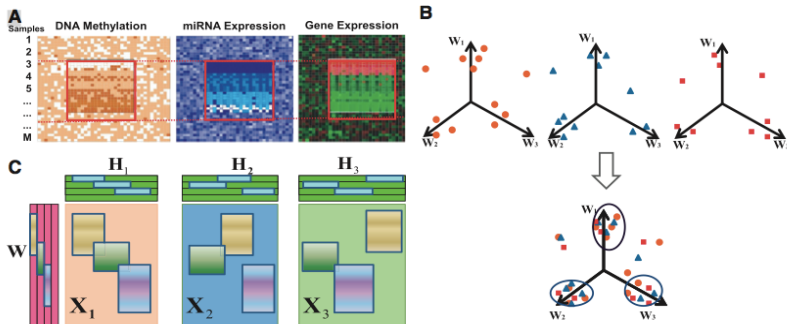 A
DNA Methylation miRNA Expression Gene Expression
Samples
1
2
3
4
5
...
...
...
M
B
W1
W2
W3
W1
W2
W3
W1
W2
W1
W2
W3
C
H1 H2 H3
W
X1 X2 X3